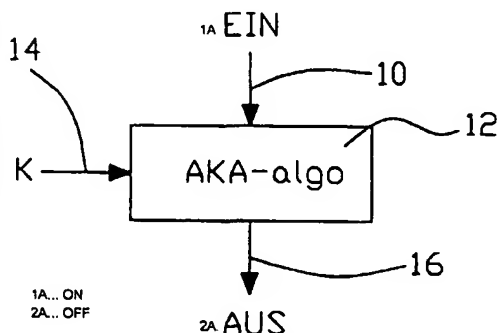 1A EIN
14
10
12
K
AKA-algo
16
1A... ON
2A... OFF
2A. AUS